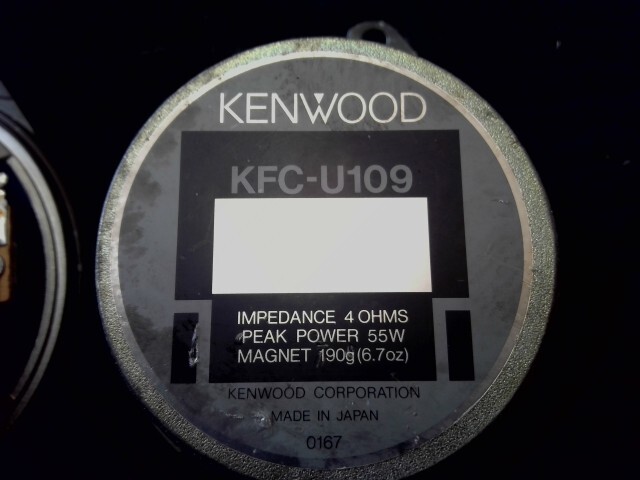 KENWOOD
KFC-U109
IMPEDANCE 4 OHMS
PEAK POWER 55W
MAGNET 190g(6.7oz)
KENWOOD CORPORATION
MADE IN JAPAN
0167